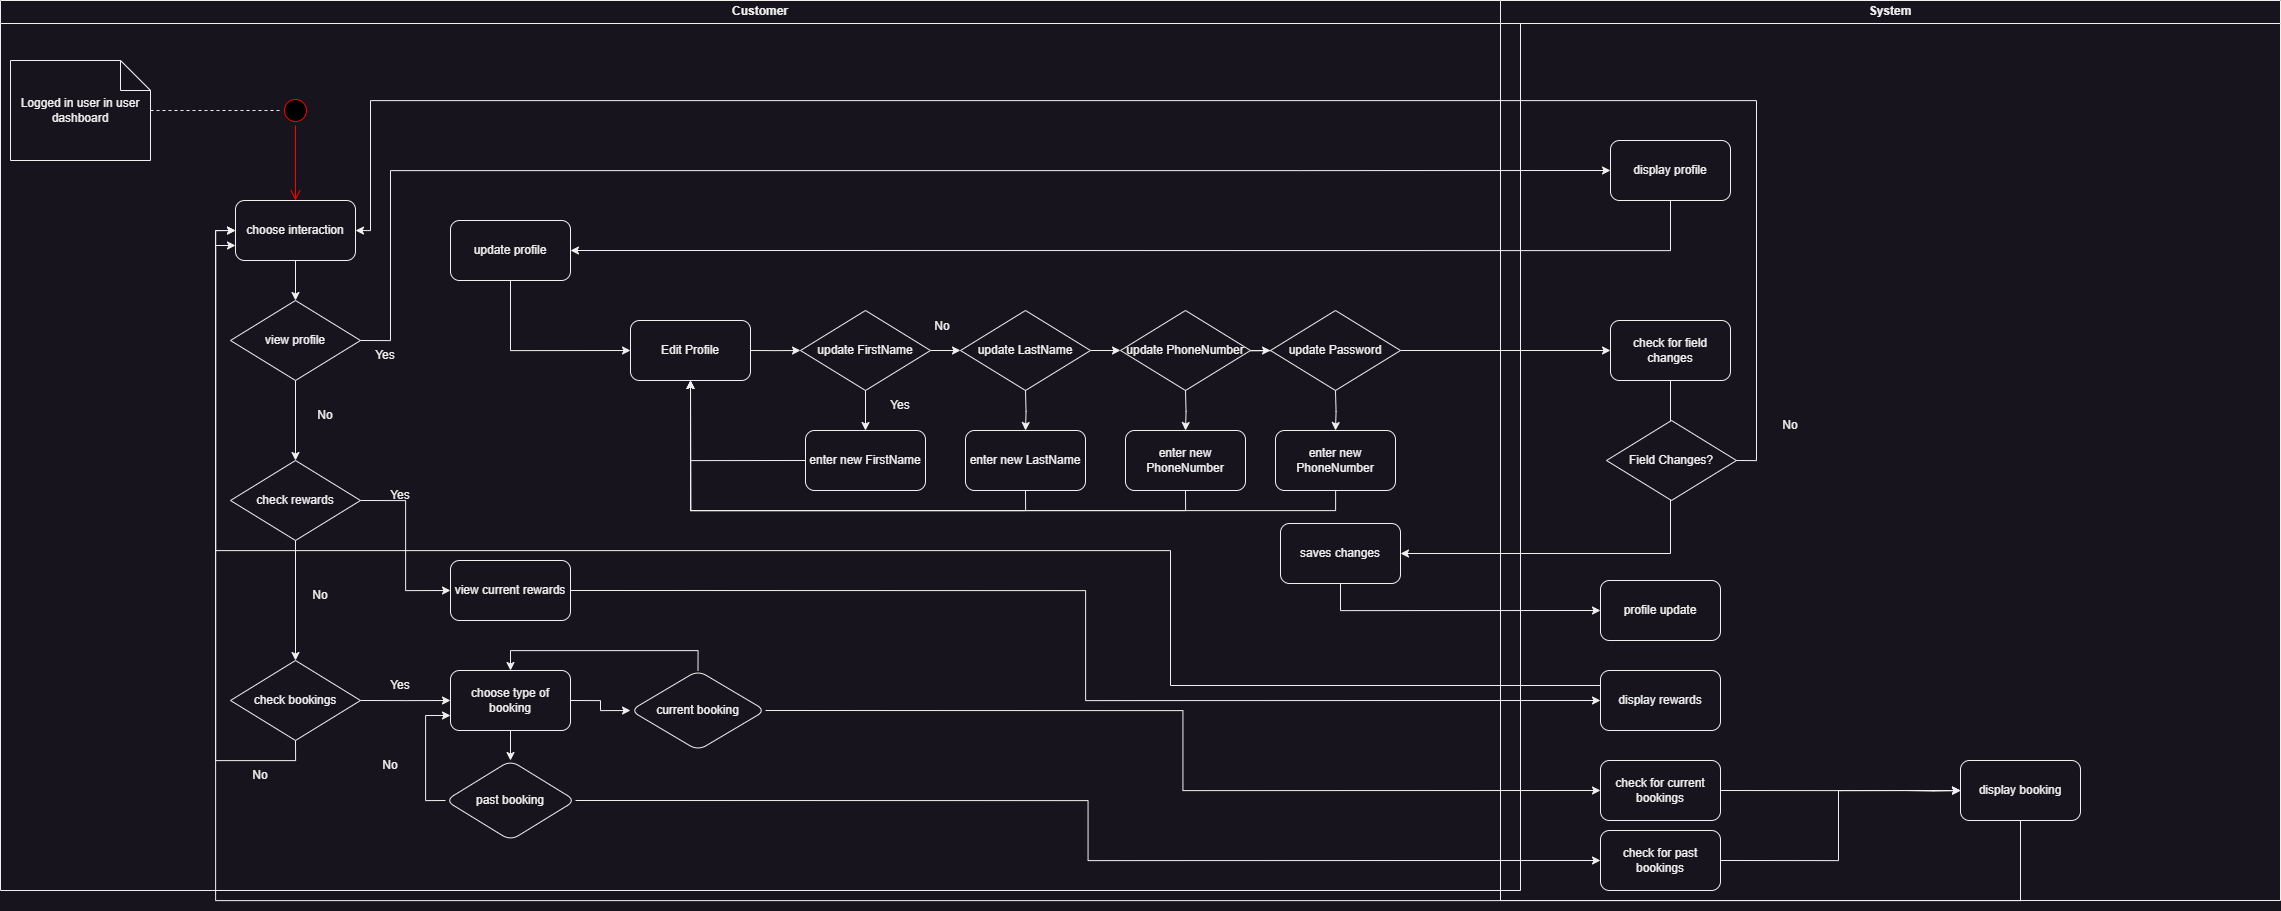 Customer
System
Logged in user in user
dashboard
display profile
choose interaction
update profile
view profile
Yes
No
Edit Profile
update FirstName
No
update LastName
update PhoneNumber
update Password
check for field
changes
Yes
No
enter new FirstName
enter new LastName
enter new
PhoneNumber
enter new
PhoneNumber
Field Changes?
check rewards
Yes
saves changes
No
view current rewards
profile update
check bookings
Yes
choose type of
booking
current booking
display rewards
No
No
past booking
check for current
bookings
display booking
check for past
bookings